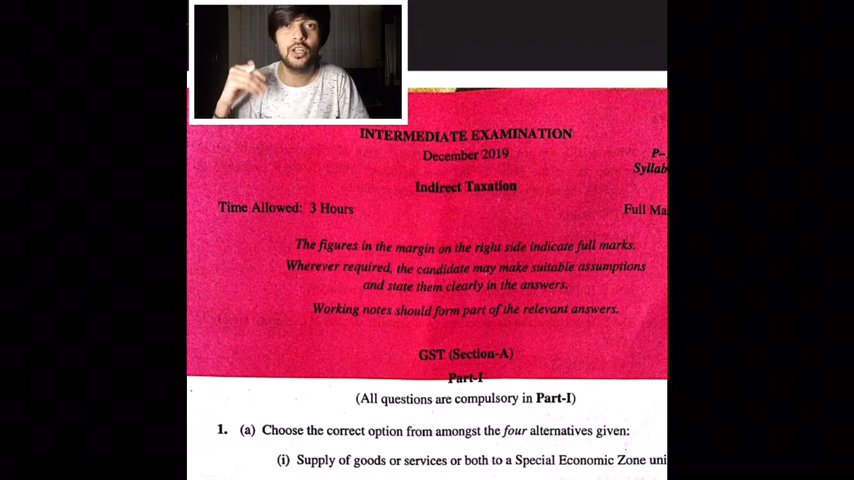 INTERMEDIATE EXAMINATION
December 2019
P–
Syllab
Indirect Taxation
Time Allowed: 3 Hours
Full Ma
The figures in the margin on the right side indicate full marks.
Wherever required, the candidate may make suitable assumptions
and state them clearly in the answers.
Working notes should form part of the relevant answers.
GST (Section-A)
Part-I
(All questions are compulsory in Part-I)
1. (a) Choose the correct option from amongst the four alternatives given:
(i) Supply of goods or services or both to a Special Economic Zone uni